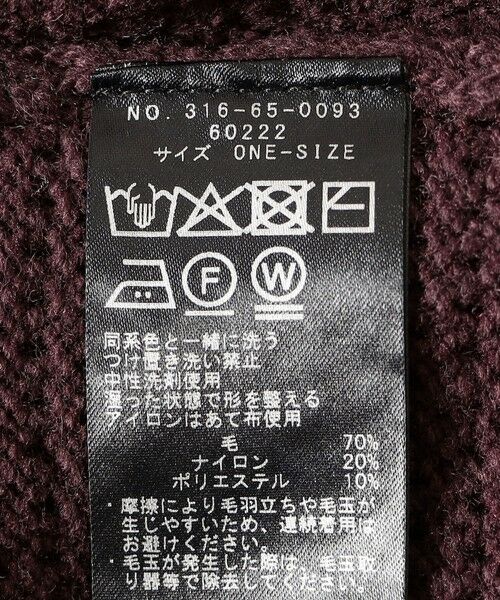 NO. 316-65-0093
60222
サイズ ONE-SIZE
F W
同系色と一緒に洗う
つけ置き洗い禁止
中性洗剤使用
湿った状態で形を整える
アイロンはあて布使用
毛 70%
ナイロン 20%
ポリエステル 10%
・摩擦により毛羽立ちや毛玉が
生じやすいため、連続着用は
お避けください。
・毛玉が発生した際は、毛玉取
り器等で除去してください。